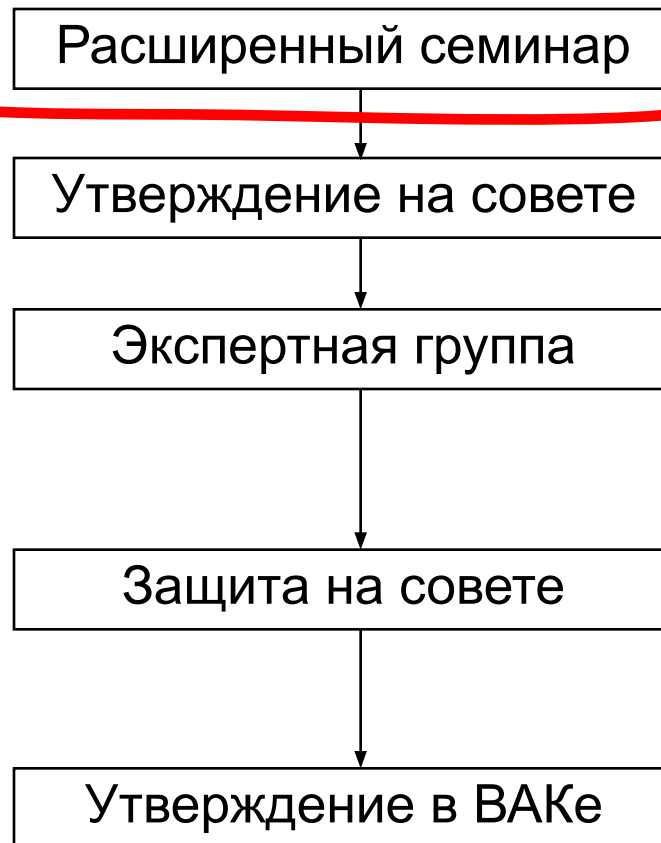 Расширенный семинар
Утверждение на совете
Экспертная группа
Защита на совете
Утверждение в ВАКе